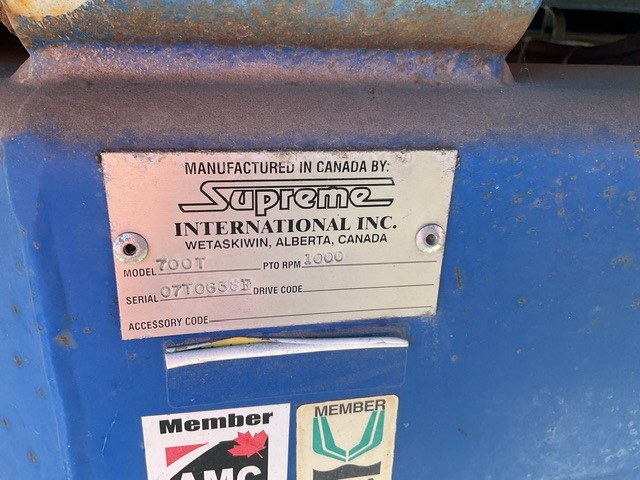 MANUFACTURED IN CANADA BY:
Supreme
INTERNATIONAL INC.
WETASKIWIN, ALBERTA, CANADA
MODEL 700T PTO RPM 1000
SERIAL DRIVE CODE
ACCESSORY CODE
Member
AMC
MEMBER